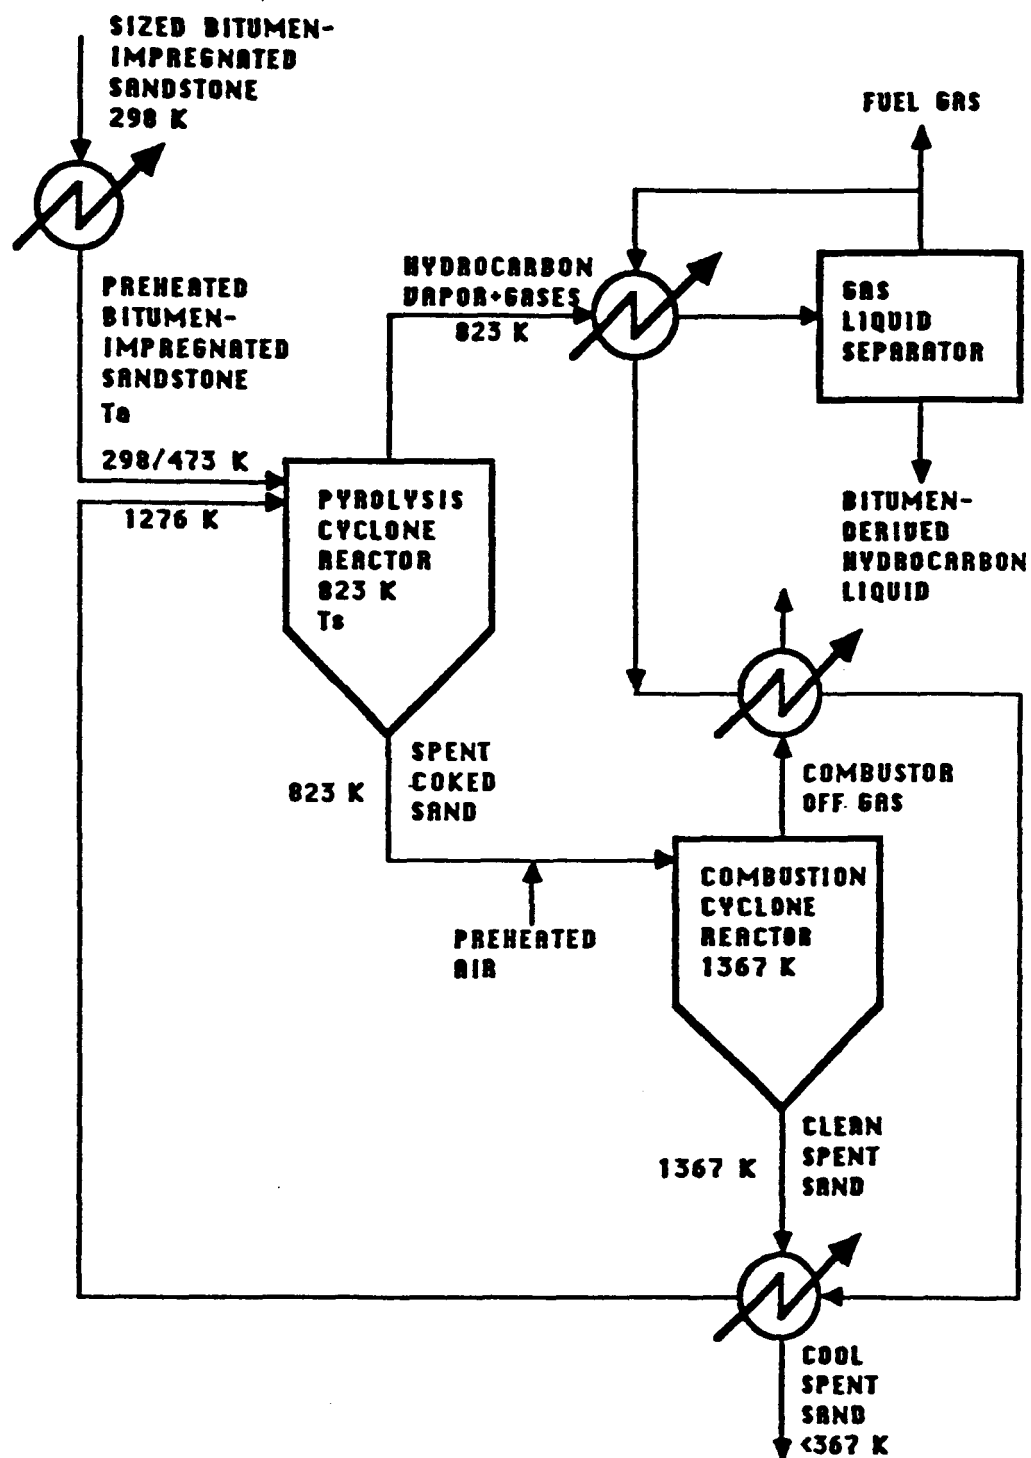 SIZED BITUMEN-
IMPREGNATED
SANDSTONE
298 K
FUEL GAS
PREHEATED
BITUMEN-
IMPREGNATED
SANDSTONE
Ta
298/473 K
1276 K
HYDROCARBON
VAPOR+GASES
823 K
GAS
LIQUID
SEPARATOR
BITUMEN-
DERIVED
HYDROCARBON
LIQUID
PYROLYSIS
CYCLONE
REACTOR
823 K
Ts
823 K
SPENT
COKED
SAND
PREHEATED
AIR
COMBUSTOR
OFF GAS
COMBUSTION
CYCLONE
REACTOR
1367 K
1367 K
CLEAN
SPENT
SAND
COOL
SPENT
SAND
<367 K